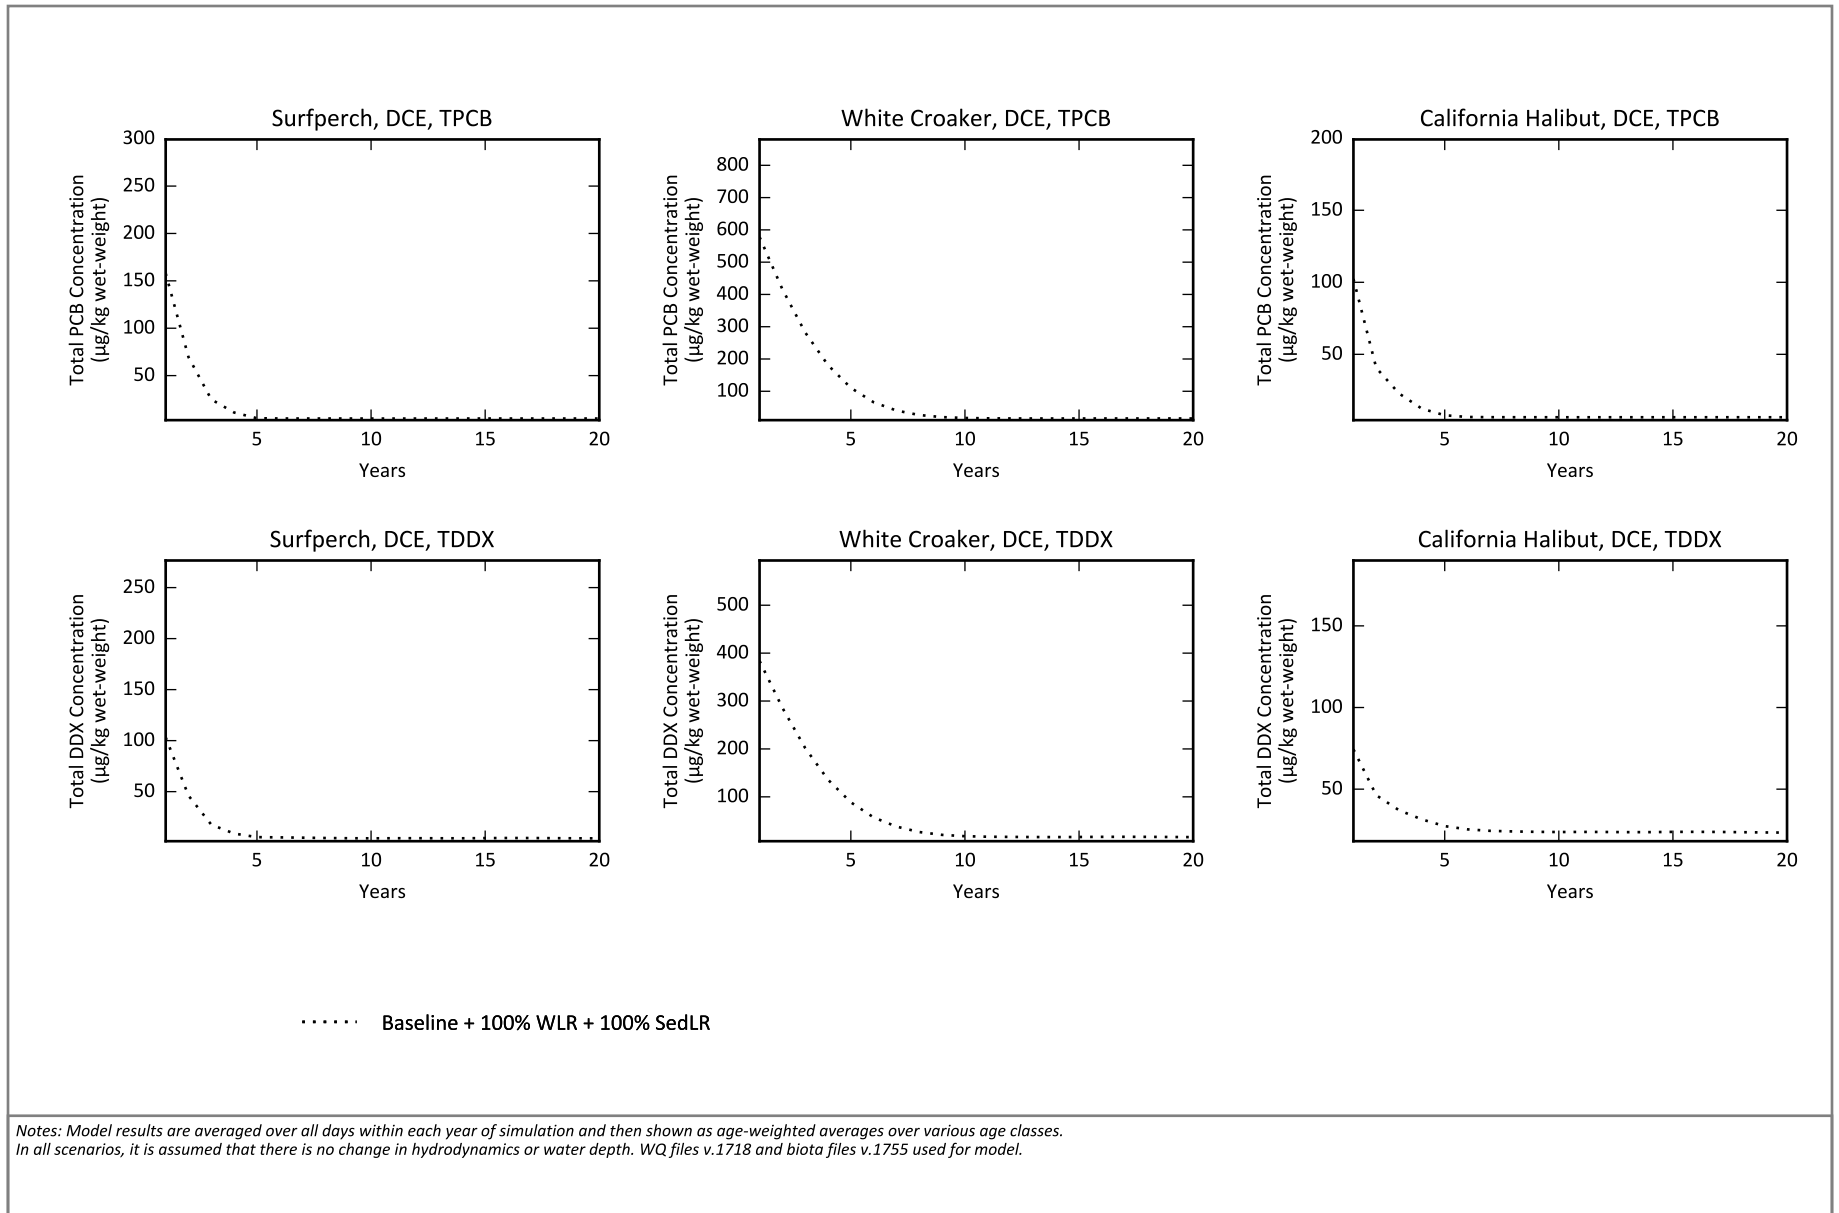 Surfperch, DCE, TPCB
300
250
200
150
100
50
Total PCB Concentration
(µg/kg wet-weight)
5 10 15 20
Years
White Croaker, DCE, TPCB
800
700
600
500
400
300
200
100
Total PCB Concentration
(µg/kg wet-weight)
5 10 15 20
Years
California Halibut, DCE, TPCB
200
150
100
50
Total PCB Concentration
(µg/kg wet-weight)
5 10 15 20
Years
Surfperch, DCE, TDDX
250
200
150
100
50
Total DDX Concentration
(µg/kg wet-weight)
5 10 15 20
Years
White Croaker, DCE, TDDX
500
400
300
200
100
Total DDX Concentration
(µg/kg wet-weight)
5 10 15 20
Years
California Halibut, DCE, TDDX
150
100
50
Total DDX Concentration
(µg/kg wet-weight)
5 10 15 20
Years
Baseline + 100% WLR + 100% SedLR
Notes: Model results are averaged over all days within each year of simulation and then shown as age-weighted averages over various age classes.
In all scenarios, it is assumed that there is no change in hydrodynamics or water depth. WQ files v.1718 and biota files v.1755 used for model.